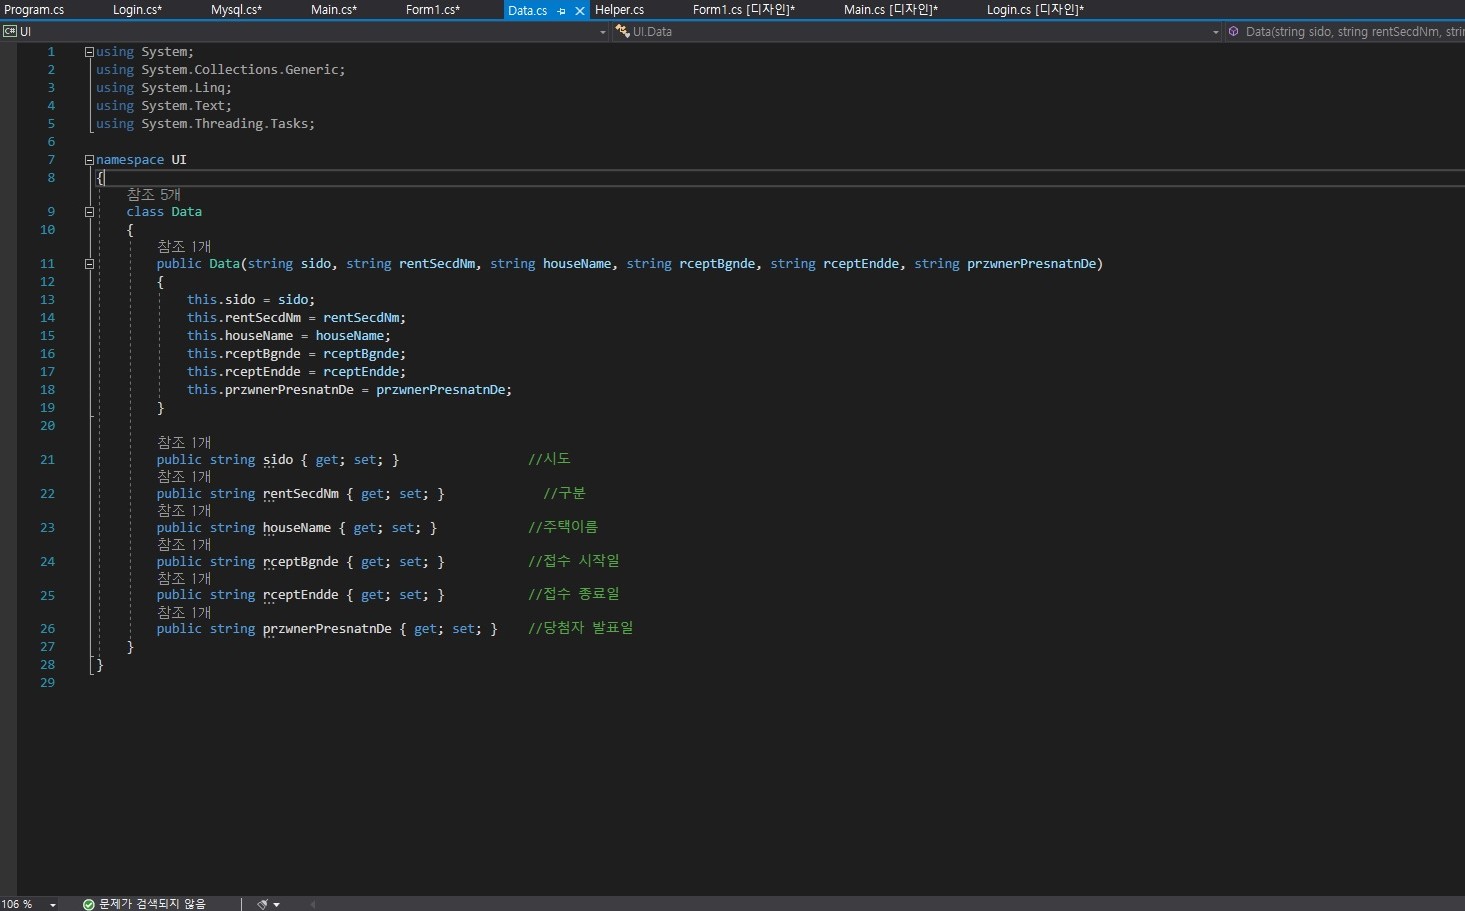 Program.cs Login.cs* Mysql.cs* Main.cs* Form1.cs* Data.cs Helper.cs Form1.cs [디자인]* Main.cs [디자인]* Login.cs [디자인]*
C# UI UI.Data Data(string sido, string rentSecdNm, strin
1 using System;
2 using System.Collections.Generic;
3 using System.Linq;
4 using System.Text;
5 using System.Threading.Tasks;
6
7 namespace UI
8 {
참조 5개
9 class Data
10 {
참조 1개
11 public Data(string sido, string rentSecdNm, string houseName, string rceptBgnde, string rceptEndde, string przwnerPresnatnDe)
12 {
13 this.sido = sido;
14 this.rentSecdNm = rentSecdNm;
15 this.houseName = houseName;
16 this.rceptBgnde = rceptBgnde;
17 this.rceptEndde = rceptEndde;
18 this.przwnerPresnatnDe = przwnerPresnatnDe;
19 }
20
참조 1개
21 public string sido { get; set; } //시도
참조 1개
22 public string rentSecdNm { get; set; } //구분
참조 1개
23 public string houseName { get; set; } //주택이름
참조 1개
24 public string rceptBgnde { get; set; } //접수 시작일
참조 1개
25 public string rceptEndde { get; set; } //접수 종료일
참조 1개
26 public string przwnerPresnatnDe { get; set; } //당첨자 발표일
27 }
28 }
29
106 % 문제가 검색되지 않음